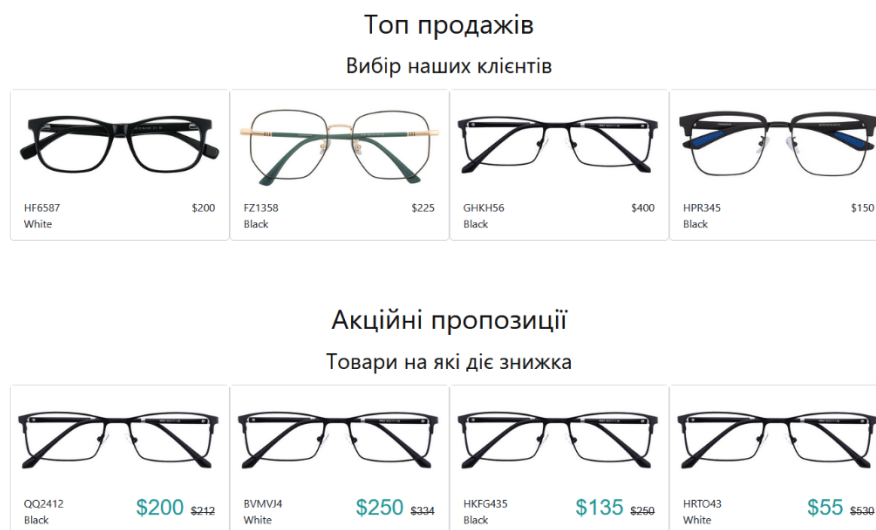 Топ продажів
Вибір наших клієнтів
HF6587 $200
White
FZ1358 $225
Black
GHKH56 $400
Black
HPR345 $150
Black
Акційні пропозиції
Товари на які діє знижка
QQ2412 $200 $212
Black
BVMVJ4 $250 $334
White
HKFG435 $135 $250
Black
HRTO43 $55 $530
White